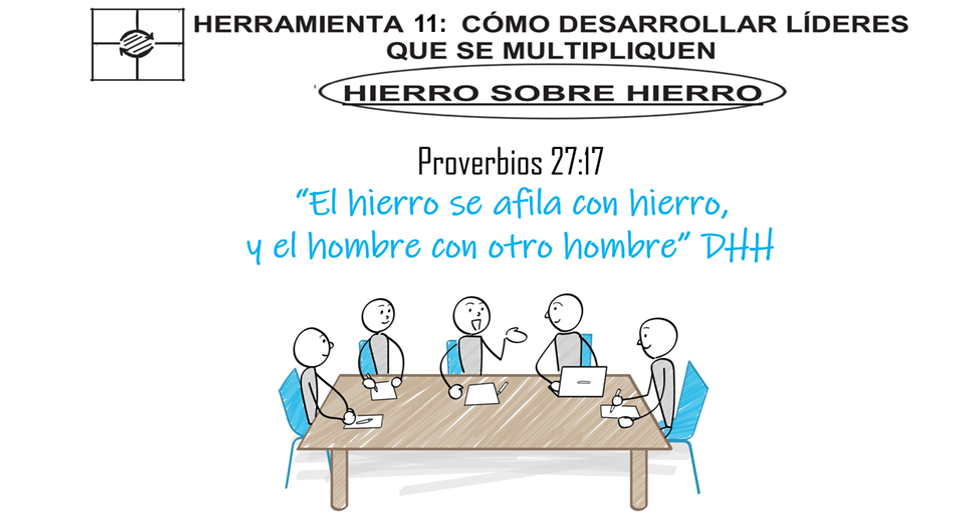 HERRAMIENTA 11: CÓMO DESARROLLAR LÍDERES
QUE SE MULTIPLIQUEN
HIERRO SOBRE HIERRO
Proverbios 27:17
“El hierro se afila con hierro,
y el hombre con otro hombre” DHH